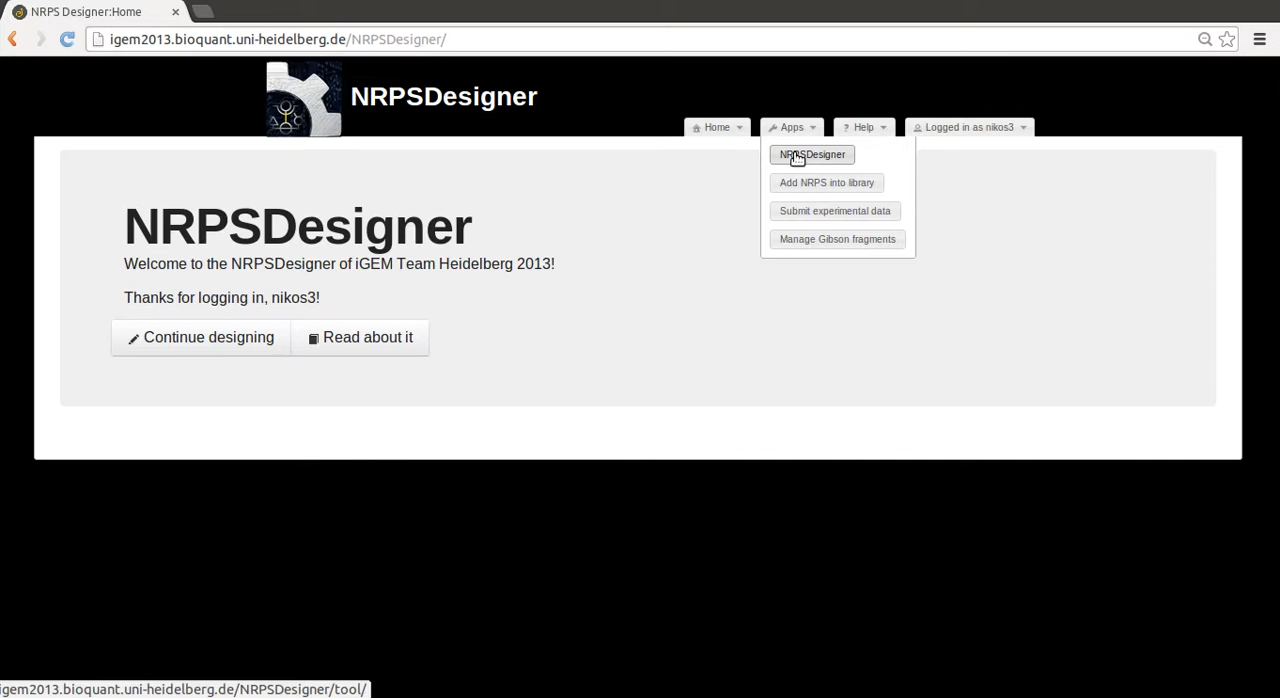 NRPS Designer:Home
igem2013.bioquant.uni-heidelberg.de/NRPSDesigner/
NRPSDesigner
Home
Apps
Help
Logged in as nikos3
NRPSDesigner
Add NRPS into library
Submit experimental data
Manage Gibson fragments
NRPSDesigner
Welcome to the NRPSDesigner of iGEM Team Heidelberg 2013!
Thanks for logging in, nikos3!
Continue designing
Read about it
igem2013.bioquant.uni-heidelberg.de/NRPSDesigner/tool/